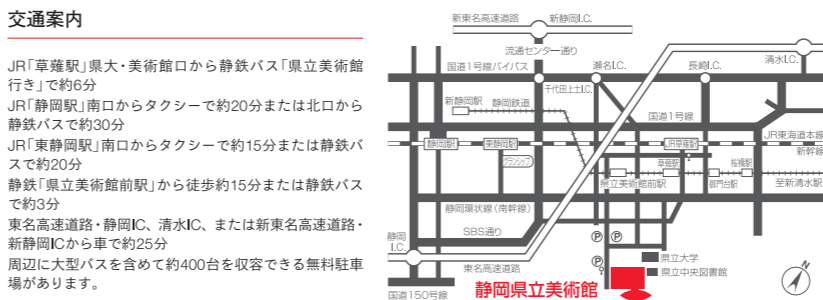 交通案内
JR「草薙駅」県大・美術館口から静鉄バス「県立美術館
行き」で約6分
JR「静岡駅」南口からタクシーで約20分または北口から
静鉄バスで約30分
JR「東静岡駅」南口からタクシーで約15分または静鉄バ
スで約20分
静鉄「県立美術館前駅」から徒歩約15分または静鉄バス
で約3分
東名高速道路・静岡IC、清水IC、または新東名高速道路・
新静岡ICから車で約25分
周辺に大型バスを含めて約400台を収容できる無料駐車
場があります。
新東名高速道路
新静岡I.C.
流通センター通り
清水I.C.
国道1号線バイパス
瀬名I.C.
長崎I.C.
千代田上土I.C.
新静岡駅
静岡鉄道
国道1号線
JR東海道本線
静岡駅
東静岡駅
JR草薙駅
新幹線
グランシップ
草薙駅
桜橋駅
県立美術館前駅
御門台駅
至新清水駅
静岡環状線(南幹線)
SBS通り
静岡
I.C.
P
P
P
県立大学
東名高速道路
県立中央図書館
国道150号線
静岡県立美術館
N